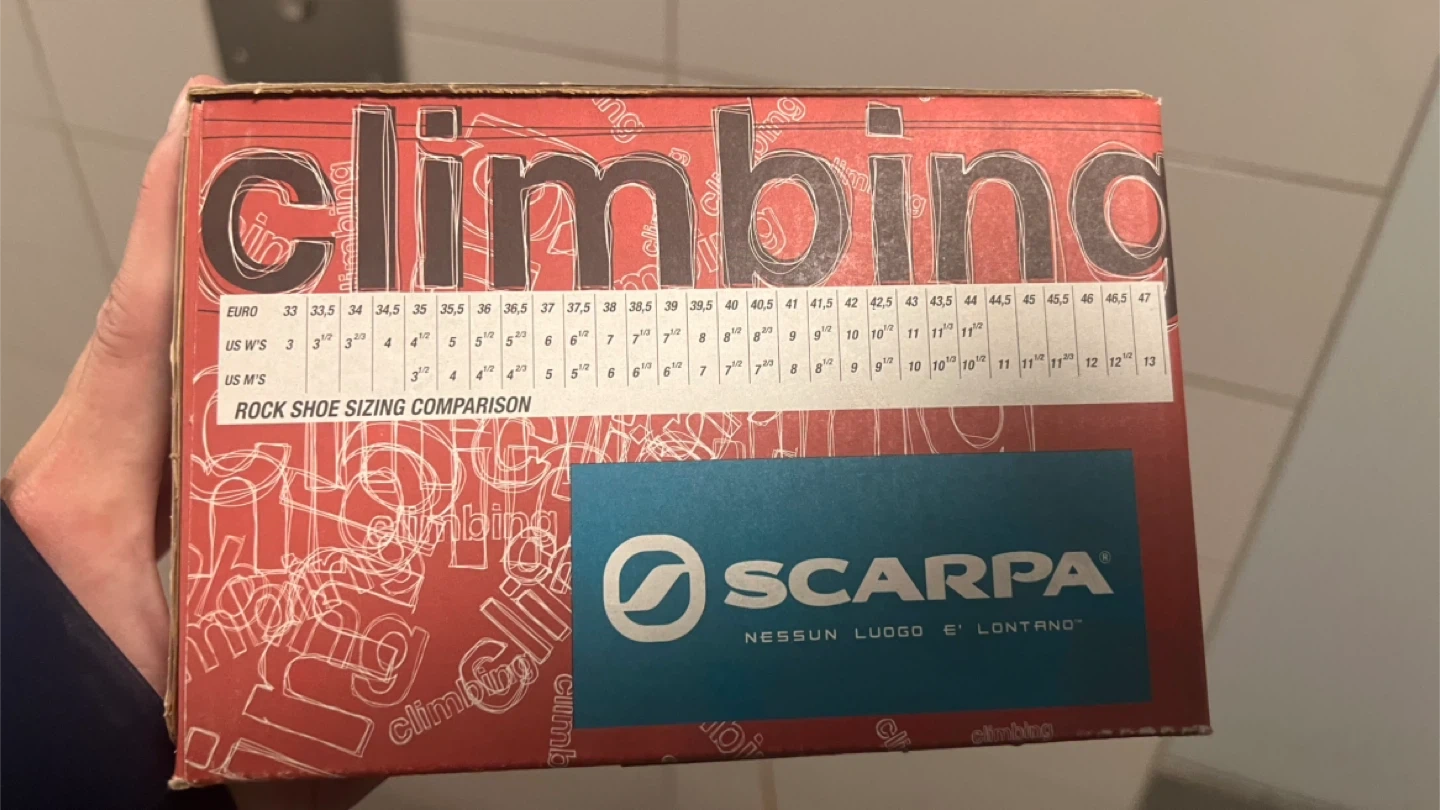 climbing
EURO 33 33,5 34 34,5 35 35,5 36 36,5 37 37,5 38 38,5 39 39,5 40 40,5 41 41,5 42 42,5 43 43,5 44 44,5 45 45,5 46 46,5 47
US W'S 3 3 1/2 3 2/3 4 4 1/2 5 5 1/2 5 2/3 6 6 1/2 7 7 1/3 7 1/2 8 8 1/2 8 2/3 9 9 1/2 10 10 1/2 11 11 1/3 11 1/2
US M'S 3 1/2 4 4 1/2 4 2/3 5 5 1/2 6 6 1/3 6 1/2 7 7 1/2 7 2/3 8 8 1/2 9 9 1/2 10 10 1/3 10 1/2 11 11 1/2 11 2/3 12 12 1/2 13
ROCK SHOE SIZING COMPARISON
climbing
SCARPA®
NESSUN LUOGO E' LONTANO™
climbing
climbing